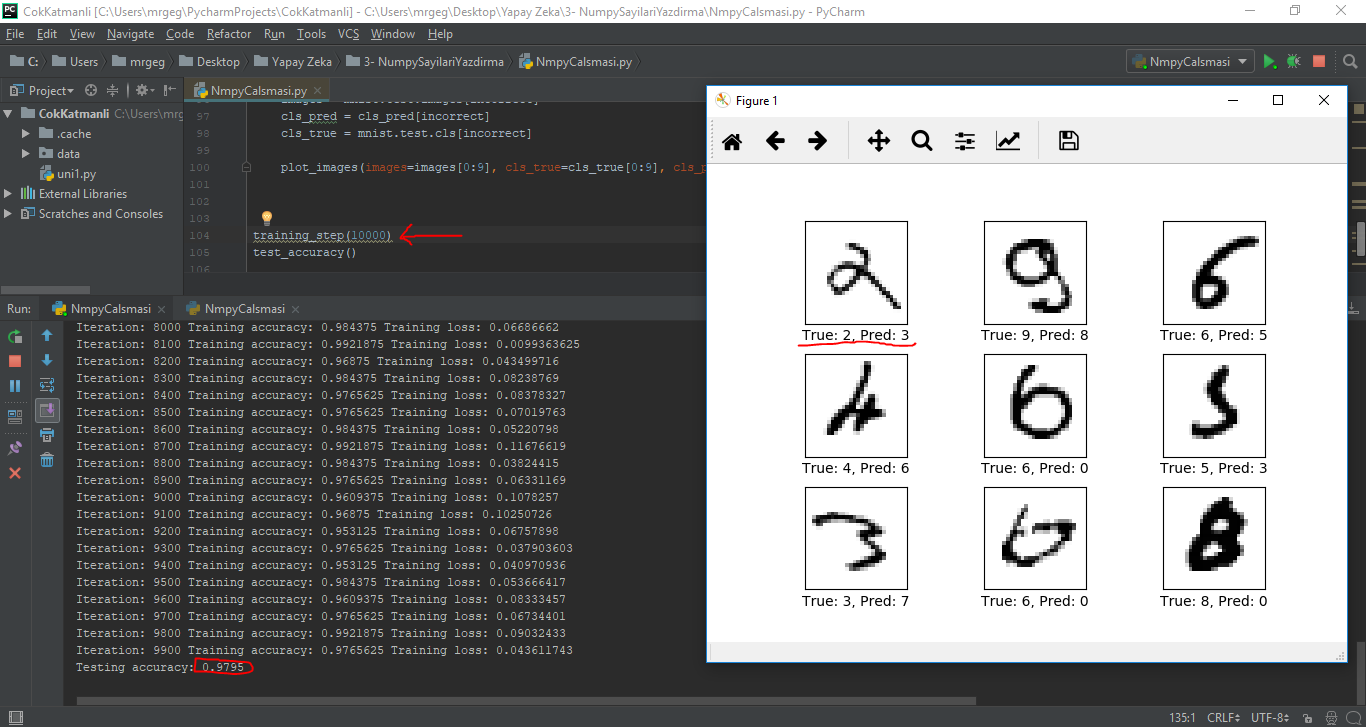 CokKatmanli [C:\Users\mrgeg\PycharmProjects\CokKatmanli] - C:\Users\mrgeg\Desktop\Yapay Zeka\3- NumpySayilariYazdirma\NmpyCalsmasi.py - PyCharm
File Edit View Navigate Code Refactor Run Tools VCS Window Help
C: Users mrgeg Desktop Yapay Zeka 3- NumpySayilariYazdirma NmpyCalsmasi.py NmpyCalsmasi
Project NmpyCalsmasi.py
CokKatmanli C:\Users\mrg
.cache
data
uni1.py
External Libraries
Scratches and Consoles
96 images = mnist.test.images[incorrect]
97 cls_pred = cls_pred[incorrect]
98 cls_true = mnist.test.cls[incorrect]
99
100 plot_images(images=images[0:9], cls_true=cls_true[0:9], cls_p
101
102
103
104 training_step(10000)
105 test_accuracy()
106
Run: NmpyCalsmasi NmpyCalsmasi
Iteration: 8000 Training accuracy: 0.984375 Training loss: 0.06686662
Iteration: 8100 Training accuracy: 0.9921875 Training loss: 0.0099363625
Iteration: 8200 Training accuracy: 0.96875 Training loss: 0.043499716
Iteration: 8300 Training accuracy: 0.984375 Training loss: 0.08238769
Iteration: 8400 Training accuracy: 0.9765625 Training loss: 0.08378327
Iteration: 8500 Training accuracy: 0.9765625 Training loss: 0.07019763
Iteration: 8600 Training accuracy: 0.984375 Training loss: 0.05220798
Iteration: 8700 Training accuracy: 0.9921875 Training loss: 0.11676619
Iteration: 8800 Training accuracy: 0.984375 Training loss: 0.03824415
Iteration: 8900 Training accuracy: 0.9765625 Training loss: 0.06331169
Iteration: 9000 Training accuracy: 0.9609375 Training loss: 0.1078257
Iteration: 9100 Training accuracy: 0.96875 Training loss: 0.10250726
Iteration: 9200 Training accuracy: 0.953125 Training loss: 0.06757898
Iteration: 9300 Training accuracy: 0.9765625 Training loss: 0.037903603
Iteration: 9400 Training accuracy: 0.953125 Training loss: 0.040970936
Iteration: 9500 Training accuracy: 0.984375 Training loss: 0.053666417
Iteration: 9600 Training accuracy: 0.9609375 Training loss: 0.08333457
Iteration: 9700 Training accuracy: 0.9765625 Training loss: 0.06734401
Iteration: 9800 Training accuracy: 0.9921875 Training loss: 0.09032433
Iteration: 9900 Training accuracy: 0.9765625 Training loss: 0.043611743
Testing accuracy: 0.9795
Figure 1
2 9 6
True: 2, Pred: 3 True: 9, Pred: 8 True: 6, Pred: 5
4 6 5
True: 4, Pred: 6 True: 6, Pred: 0 True: 5, Pred: 3
3 6 8
True: 3, Pred: 7 True: 6, Pred: 0 True: 8, Pred: 0
135:1 CRLF UTF-8